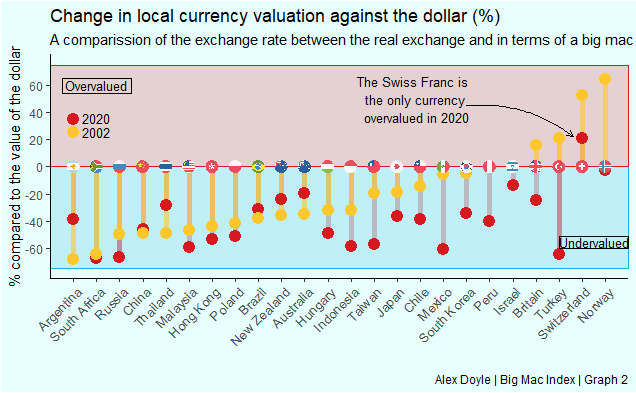 Change in local currency valuation against the dollar (%)
A comparission of the exchange rate between the real exchange and in terms of a big mac
% compared to the value of the dollar
60
40
20
0
-20
-40
-60
Overvalued
2020
2002
The Swiss Franc is
the only currency
overvalued in 2020
Undervalued
Argentina
South Africa
Russia
China
Thailand
Malaysia
Hong Kong
Poland
Brazil
New Zealand
Australia
Hungary
Indonesia
Taiwan
Japan
Chile
Mexico
South Korea
Peru
Israel
Britain
Turkey
Switzerland
Norway
Alex Doyle | Big Mac Index | Graph 2